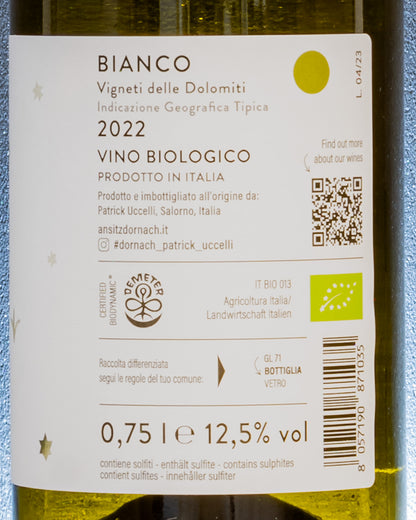 BIANCO
Vigneti delle Dolomiti
Indicazione Geografica Tipica
2022
VINO BIOLOGICO
PRODOTTO IN ITALIA
Prodotto e imbottigliato all'origine da:
Patrick Uccelli, Salorno, Italia
ansitzdornach.it
#dornach_patrick_uccelli
L. 04/23
Find out more
about our wines
CERTIFIED
BIODYNAMIC®
DEMETER
IT BIO 013
Agricoltura Italia/
Landwirtschaft Italien
Raccolta differenziata
segui le regole del tuo comune:
GL 71
BOTTIGLIA
VETRO
0,75 l e 12,5% vol
contiene solfiti - enthält sulfite - contains sulphites
contient sulfites - innehåller sulfiter
8 057190 871035